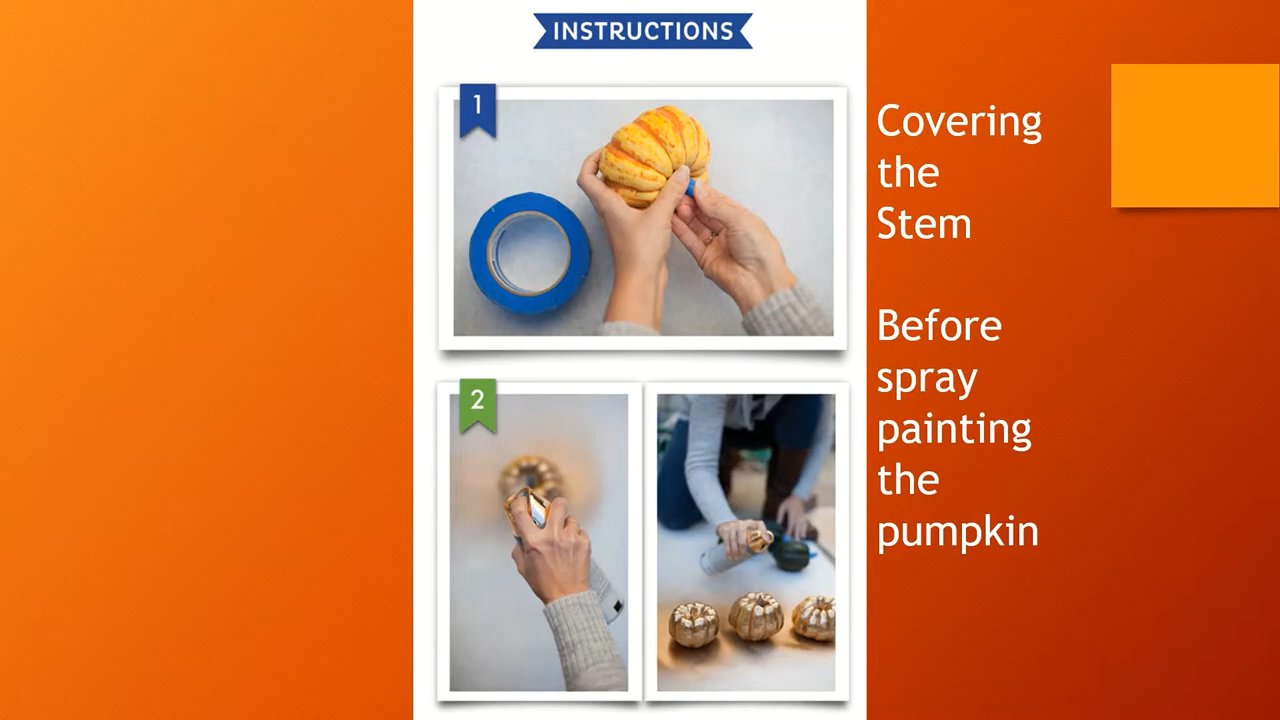 INSTRUCTIONS
1
2
Covering
the
Stem
Before
spray
painting
the
pumpkin